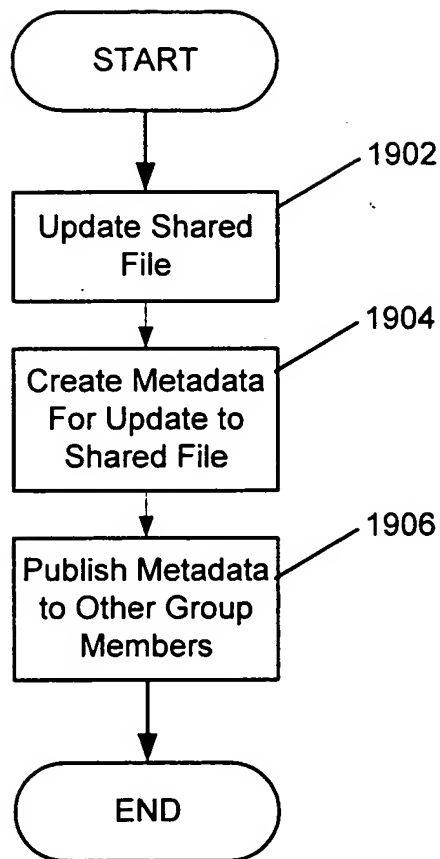 START
1902
Update Shared
File
1904
Create Metadata
For Update to
Shared File
1906
Publish Metadata
to Other Group
Members
END